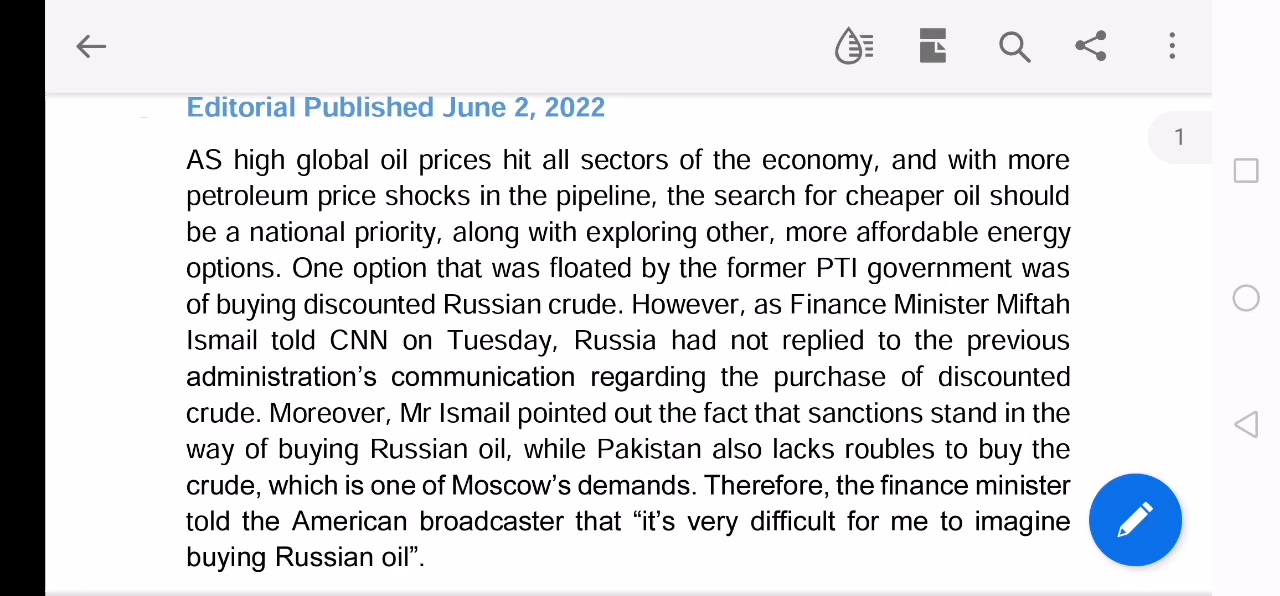 Editorial Published June 2, 2022
1
AS high global oil prices hit all sectors of the economy, and with more
petroleum price shocks in the pipeline, the search for cheaper oil should
be a national priority, along with exploring other, more affordable energy
options. One option that was floated by the former PTI government was
of buying discounted Russian crude. However, as Finance Minister Miftah
Ismail told CNN on Tuesday, Russia had not replied to the previous
administration’s communication regarding the purchase of discounted
crude. Moreover, Mr Ismail pointed out the fact that sanctions stand in the
way of buying Russian oil, while Pakistan also lacks roubles to buy the
crude, which is one of Moscow’s demands. Therefore, the finance minister
told the American broadcaster that “it’s very difficult for me to imagine
buying Russian oil”.